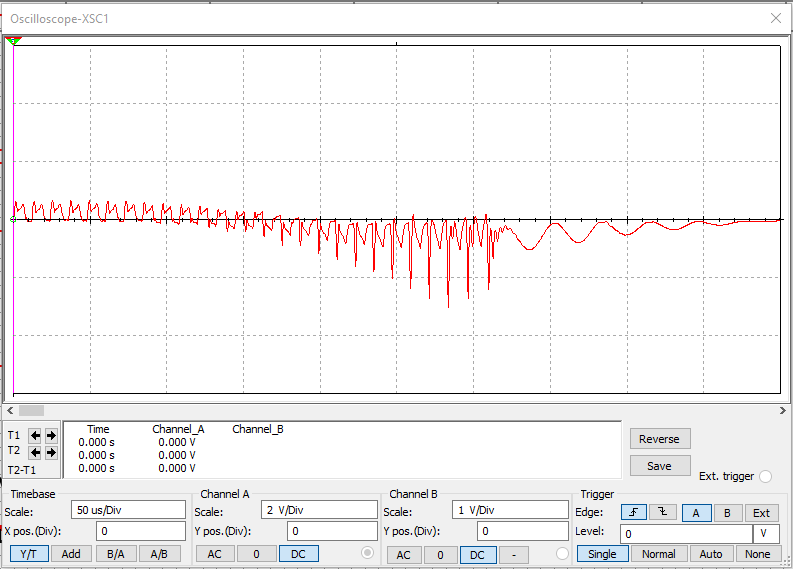 Oscilloscope-XSC1
Time Channel_A Channel_B
T1 0.000 s 0.000 V
T2 0.000 s 0.000 V
T2-T1 0.000 s 0.000 V
Reverse
Save
Ext. trigger
Timebase Channel A Channel B Trigger
Scale: 50 us/Div Scale: 2 V/Div Scale: 1 V/Div Edge: A B Ext
X pos.(Div): 0 Y pos.(Div): 0 Y pos.(Div): 0 Level: 0 V
Y/T Add B/A A/B AC 0 DC AC 0 DC - Single Normal Auto None